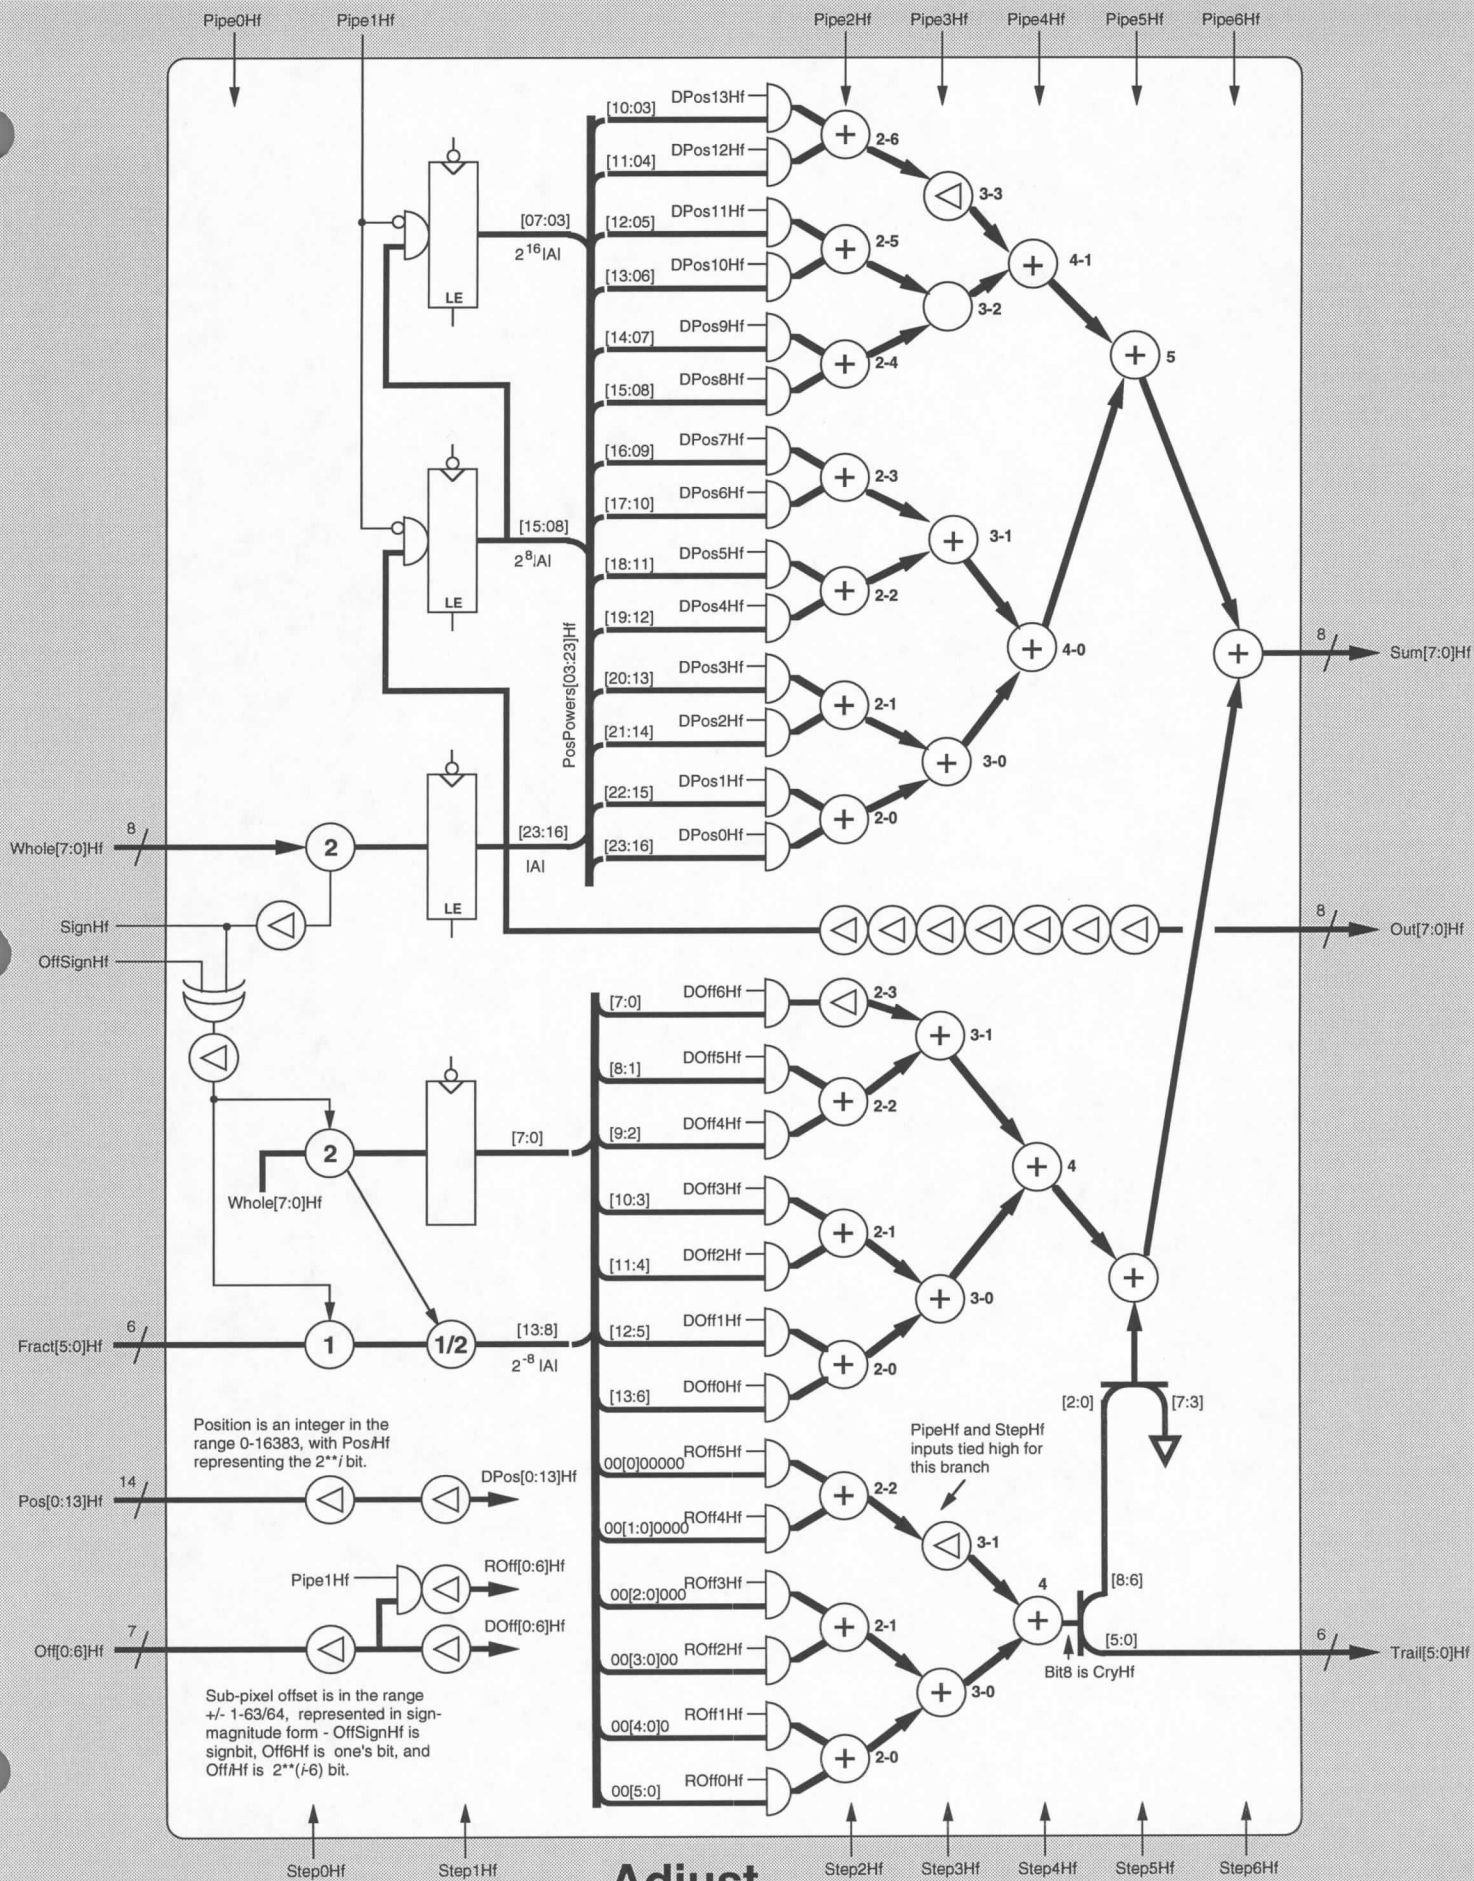 Pipe0Hf
Pipe1Hf
Pipe2Hf
Pipe3Hf
Pipe4Hf
Pipe5Hf
Pipe6Hf
[10:03]
DPos13Hf
+
2-6
[11:04]
DPos12Hf
3-3
[07:03]
2 16 |A|
LE
[12:05]
DPos11Hf
+
2-5
[13:06]
DPos10Hf
+
4-1
3-2
[14:07]
DPos9Hf
+
2-4
[15:08]
DPos8Hf
+
5
[16:09]
DPos7Hf
+
2-3
[17:10]
DPos6Hf
[15:08]
2 8 |A|
LE
+
3-1
[18:11]
DPos5Hf
+
2-2
[19:12]
DPos4Hf
PosPowers[03:23]Hf
+
4-0
+
8
Sum[7:0]Hf
[20:13]
DPos3Hf
+
2-1
[21:14]
DPos2Hf
+
3-0
[22:15]
DPos1Hf
+
2-0
[23:16]
DPos0Hf
8
Whole[7:0]Hf
2
[23:16]
|A|
LE
SignHf
OffSignHf
8
Out[7:0]Hf
[7:0]
DOff6Hf
2-3
+
3-1
[8:1]
DOff5Hf
+
2-2
[9:2]
DOff4Hf
2
[7:0]
Whole[7:0]Hf
+
4
[10:3]
DOff3Hf
+
2-1
[11:4]
DOff2Hf
+
3-0
+
[12:5]
DOff1Hf
+
2-0
[13:6]
DOff0Hf
6
Fract[5:0]Hf
1
1/2
[13:8]
2 -8 |A|
[2:0]
[7:3]
Position is an integer in the
range 0-16383, with PosiHf
representing the 2**i bit.
PipeHf and StepHf
inputs tied high for
this branch
14
Pos[0:13]Hf
DPos[0:13]Hf
00[0]00000
ROff5Hf
+
2-2
00[1:0]0000
ROff4Hf
3-1
Pipe1Hf
ROff[0:6]Hf
DOff[0:6]Hf
7
Off[0:6]Hf
00[2:0]000
ROff3Hf
+
2-1
00[3:0]00
ROff2Hf
+
3-0
4
+
[8:6]
[5:0]
Bit8 is CryHf
6
Trail[5:0]Hf
00[4:0]0
ROff1Hf
+
2-0
00[5:0]
ROff0Hf
Sub-pixel offset is in the range
+/- 1-63/64, represented in sign-
magnitude form - OffSignHf is
signbit, Off6Hf is one's bit, and
OffiHf is 2**(i-6) bit.
Step0Hf
Step1Hf
Adjust
Step2Hf
Step3Hf
Step4Hf
Step5Hf
Step6Hf